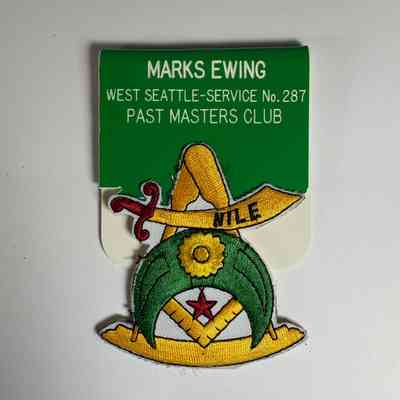 MARKS EWING
WEST SEATTLE-SERVICE No. 287
PAST MASTERS CLUB
NILE